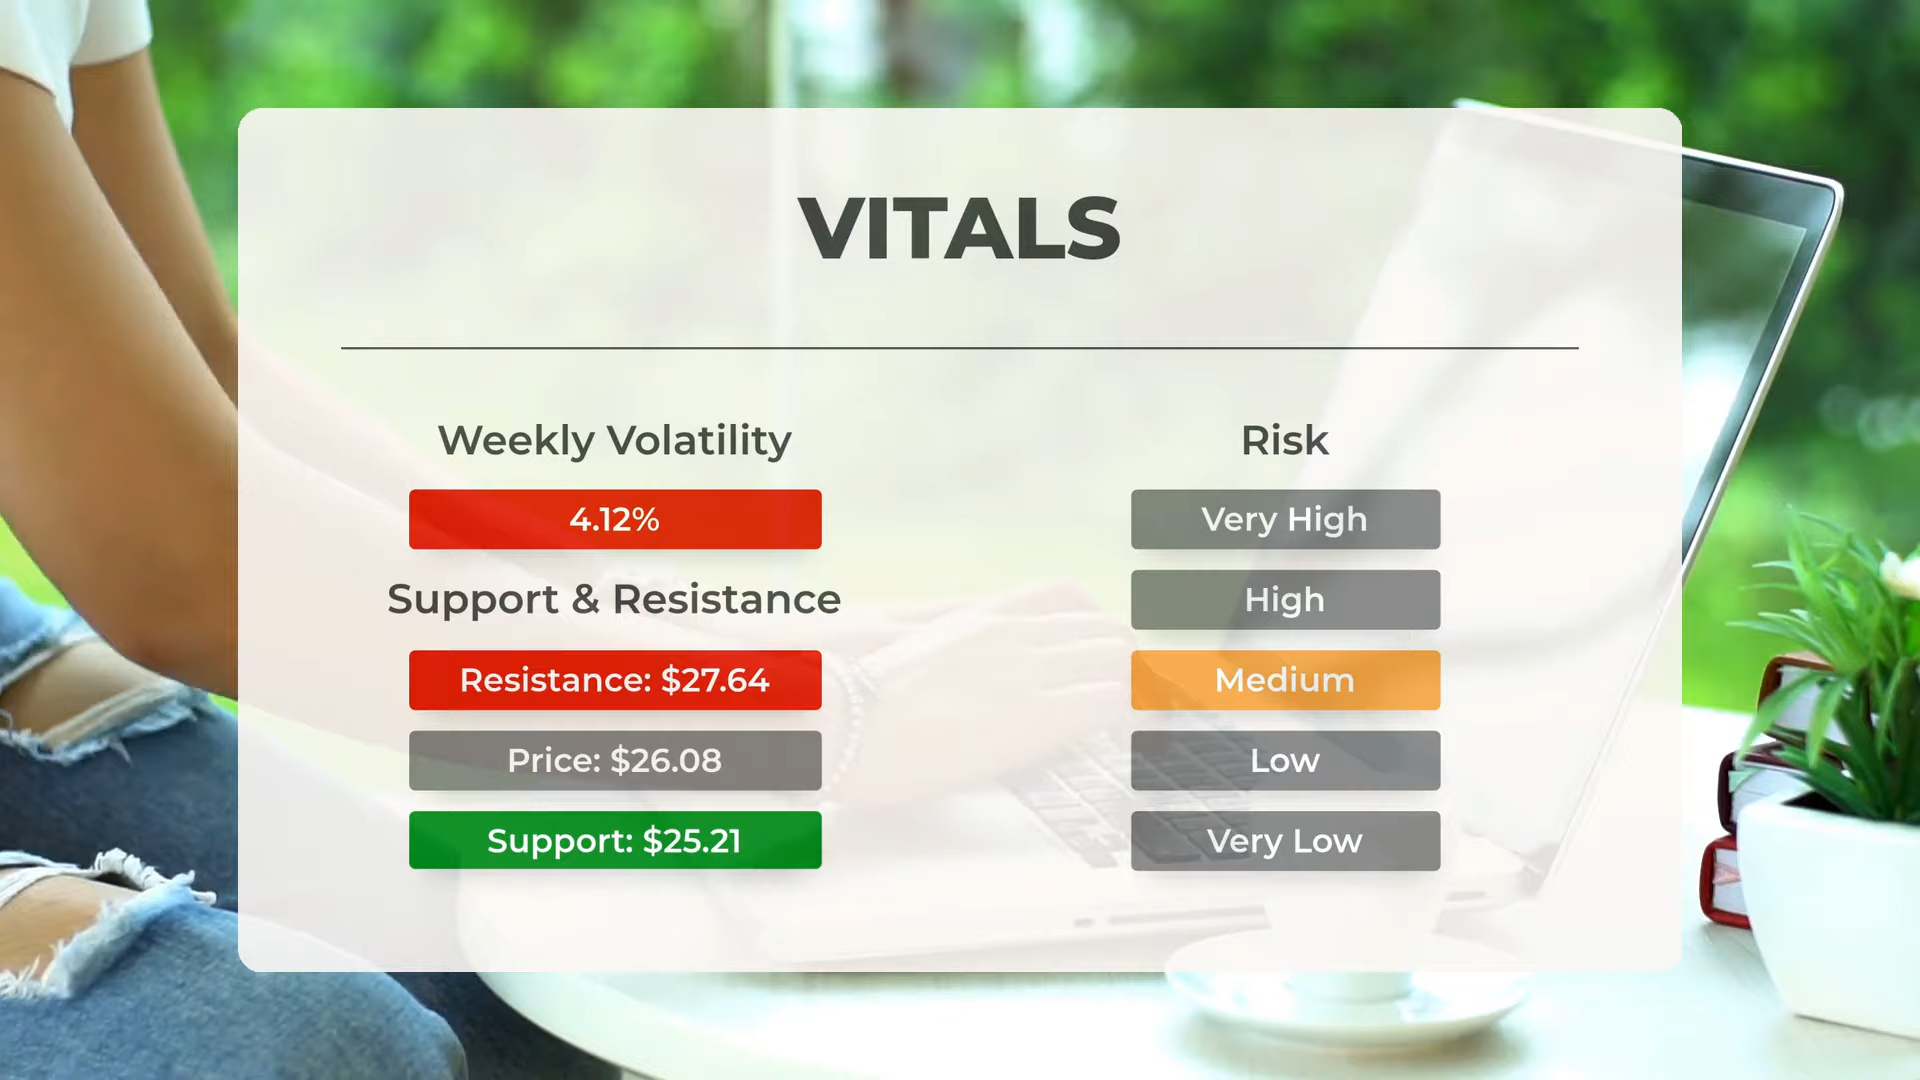 VITALS
Weekly Volatility
4.12%
Support & Resistance
Resistance: $27.64
Price: $26.08
Support: $25.21
Risk
Very High
High
Medium
Low
Very Low